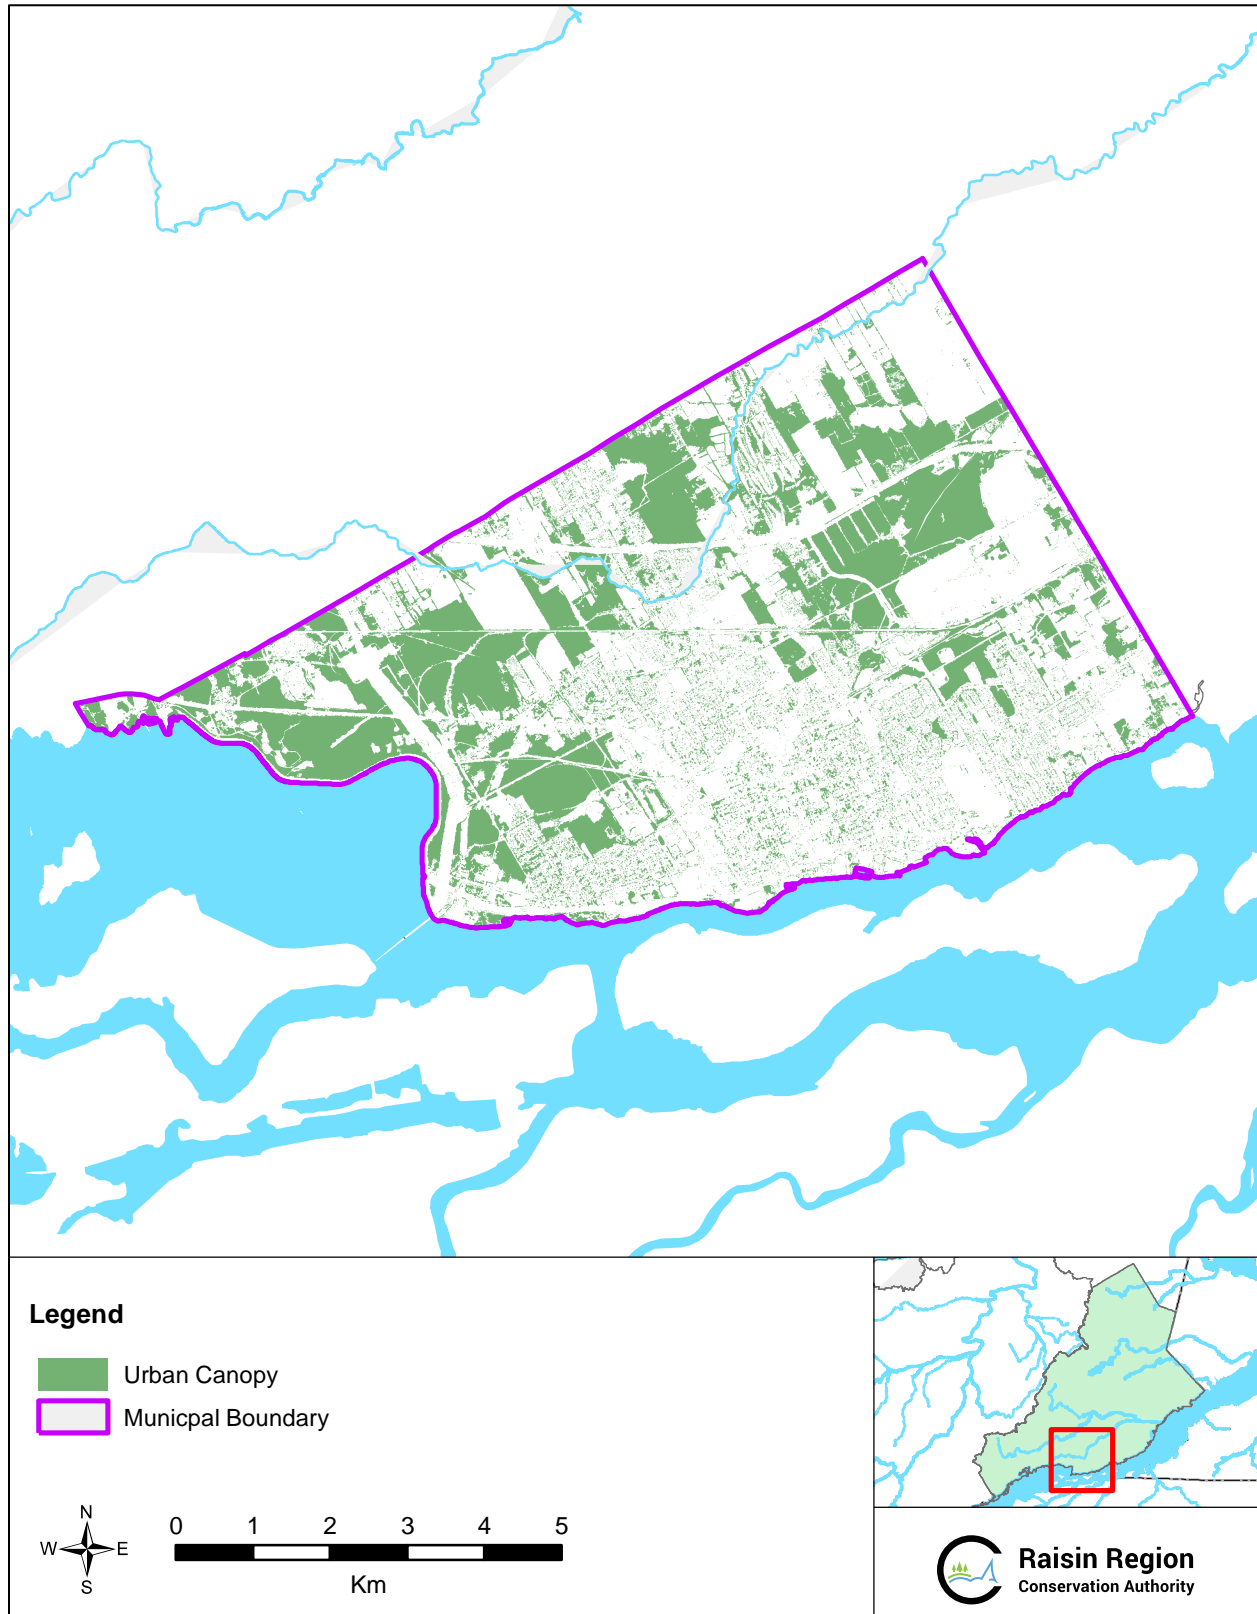 Legend
Urban Canopy
Municpal Boundary
N
W E
S
0 1 2 3 4 5
Km
Raisin Region
Conservation Authority